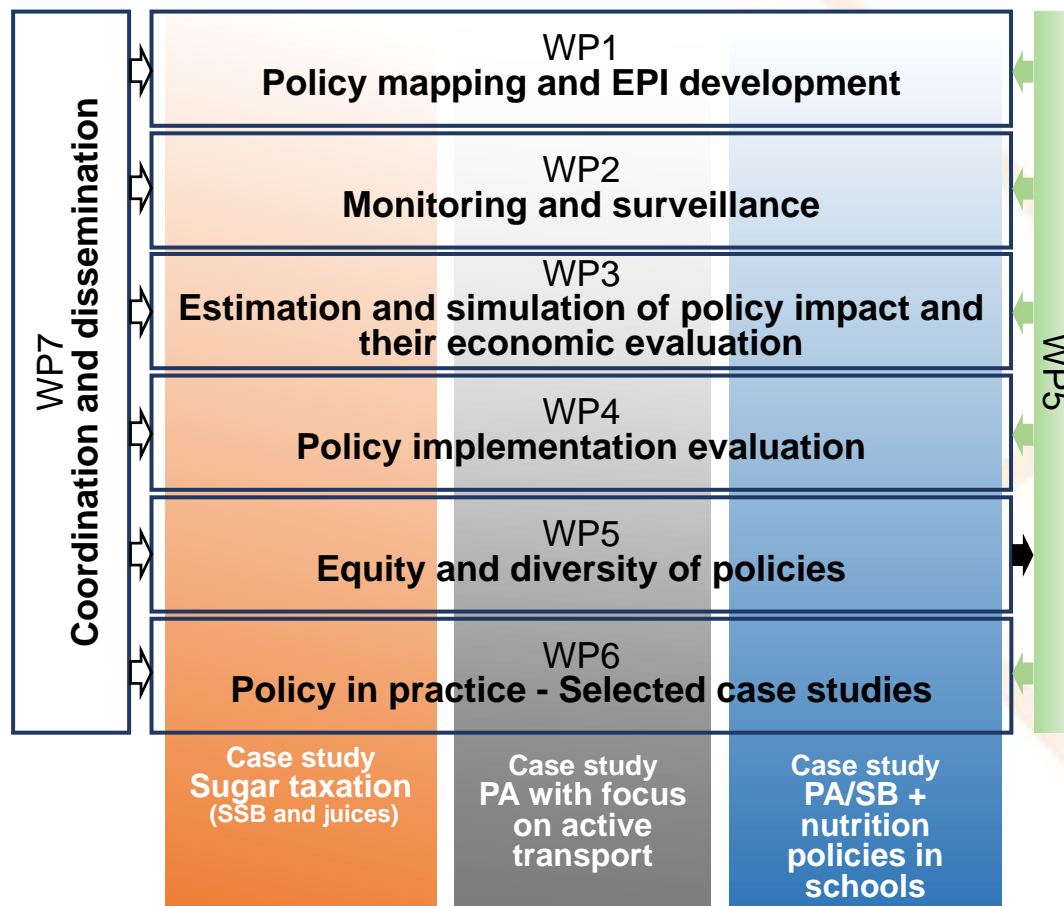 WP7
Coordination and dissemination
WP1
Policy mapping and EPI development
WP2
Monitoring and surveillance
WP3
Estimation and simulation of policy impact and
their economic evaluation
WP4
Policy implementation evaluation
WP5
Equity and diversity of policies
WP6
Policy in practice - Selected case studies
WP5
Case study
Sugar taxation
(SSB and juices)
Case study
PA with focus
on active
transport
Case study
PA/SB +
nutrition
policies in
schools